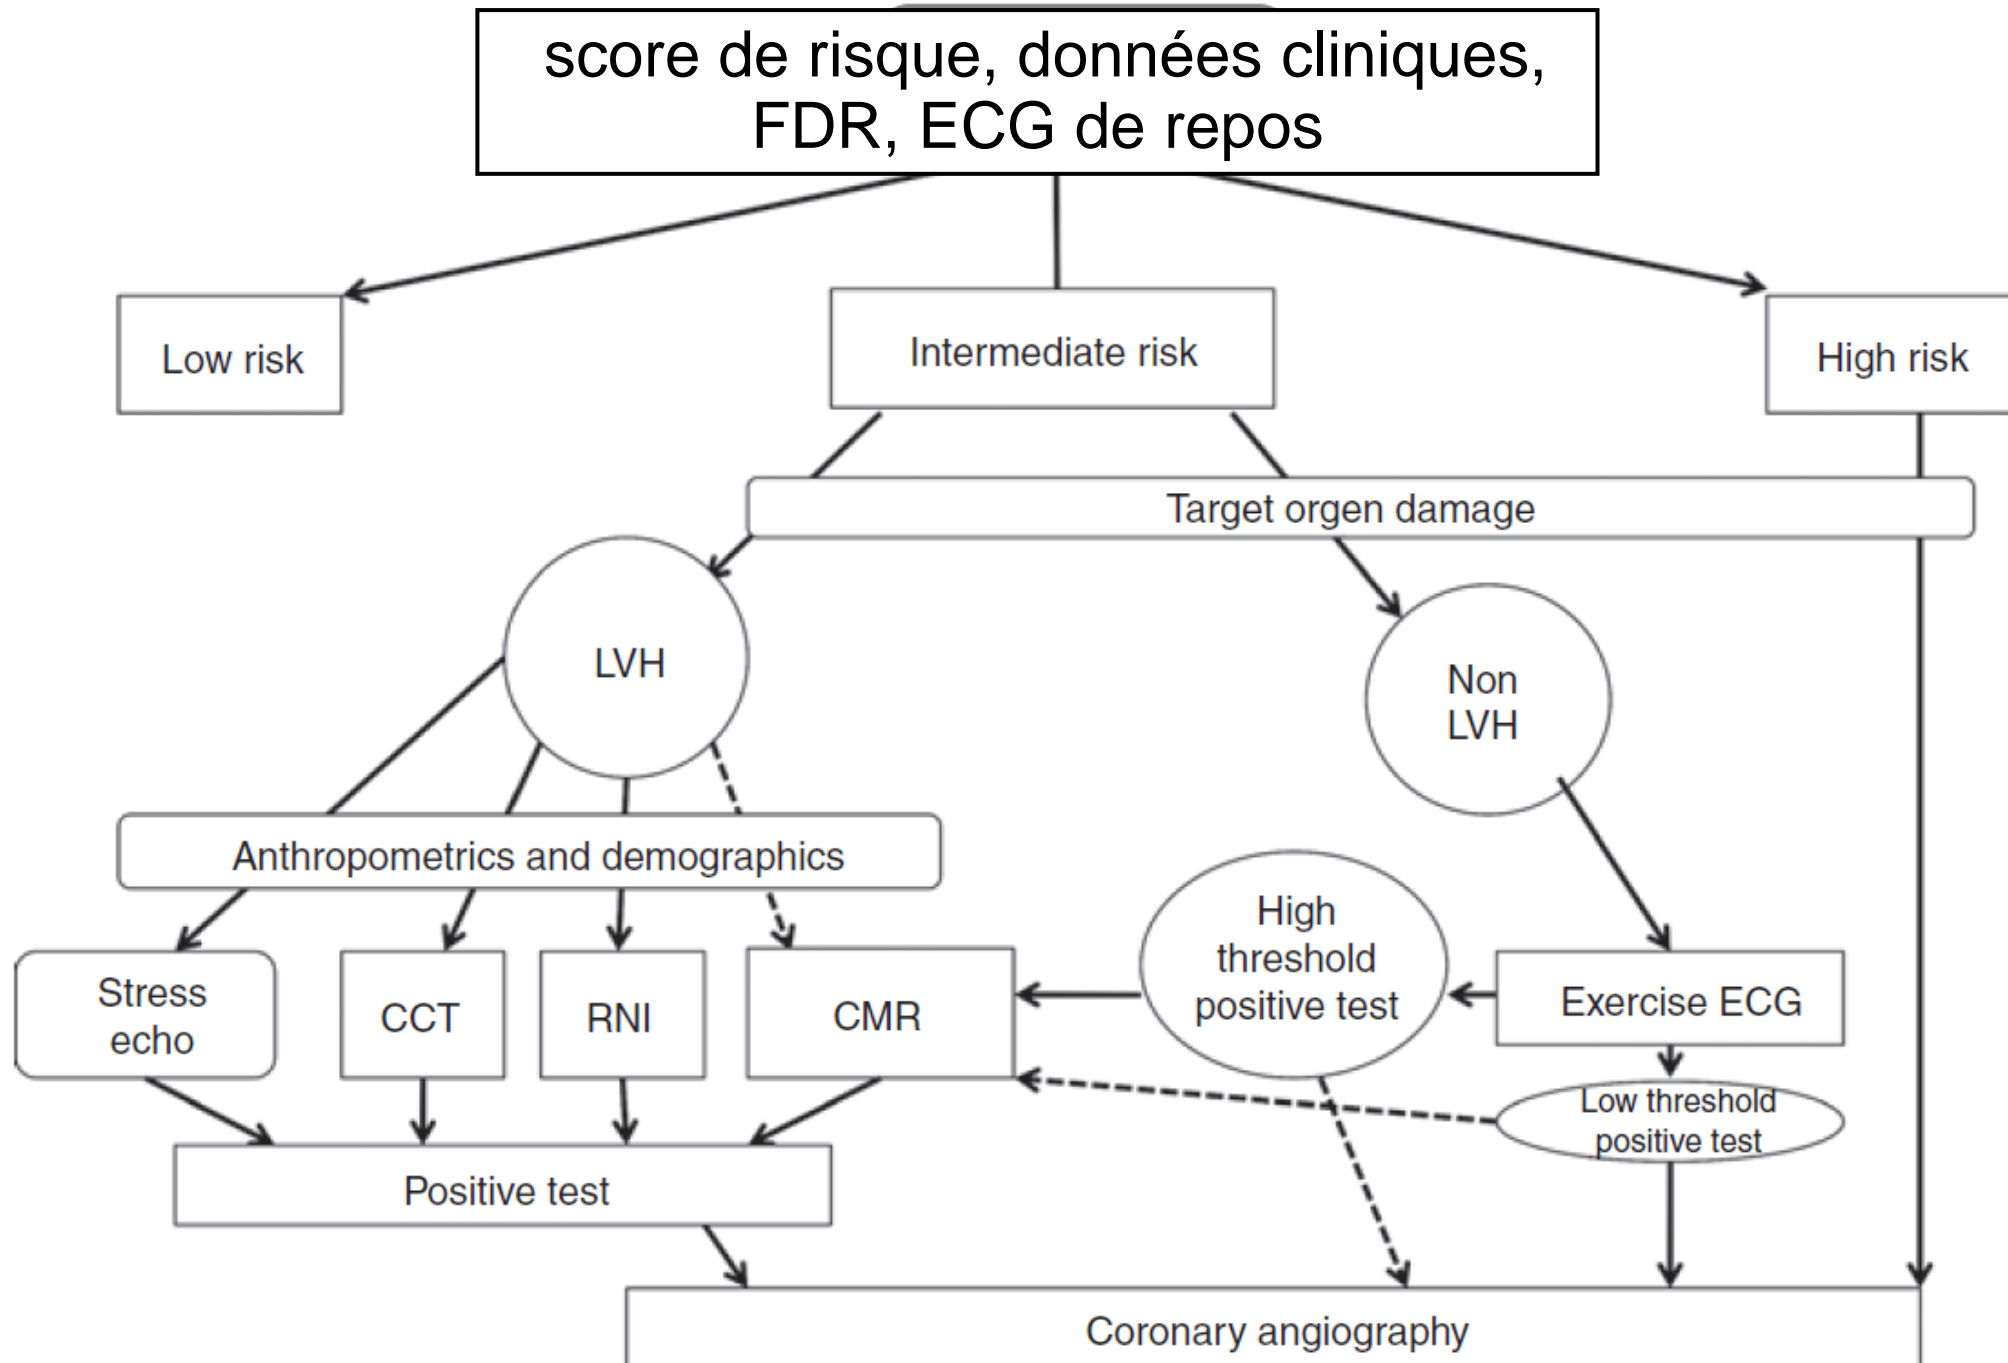 score de risque, données cliniques,
FDR, ECG de repos
Low risk
Intermediate risk
High risk
Target orgen damage
LVH
Non
LVH
Anthropometrics and demographics
High
threshold
positive test
Stress
echo
CCT
RNI
CMR
Exercise ECG
Low threshold
positive test
Positive test
Coronary angiography